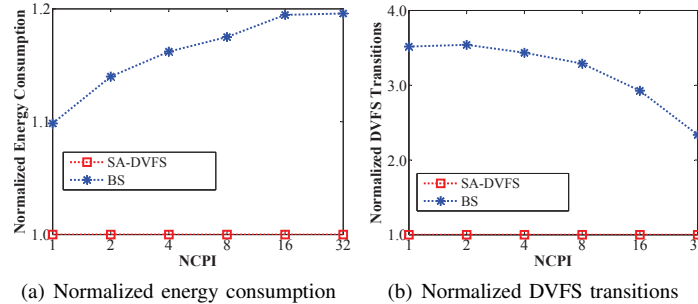 Normalized Energy Consumption
1.2
1.1
1.0
SA-DVFS
BS
1 2 4 8 16 32
NCPI
(a) Normalized energy consumption
Normalized DVFS Transitions
4.0
3.0
2.0
1.0
SA-DVFS
BS
1 2 4 8 16 3
NCPI
(b) Normalized DVFS transitions